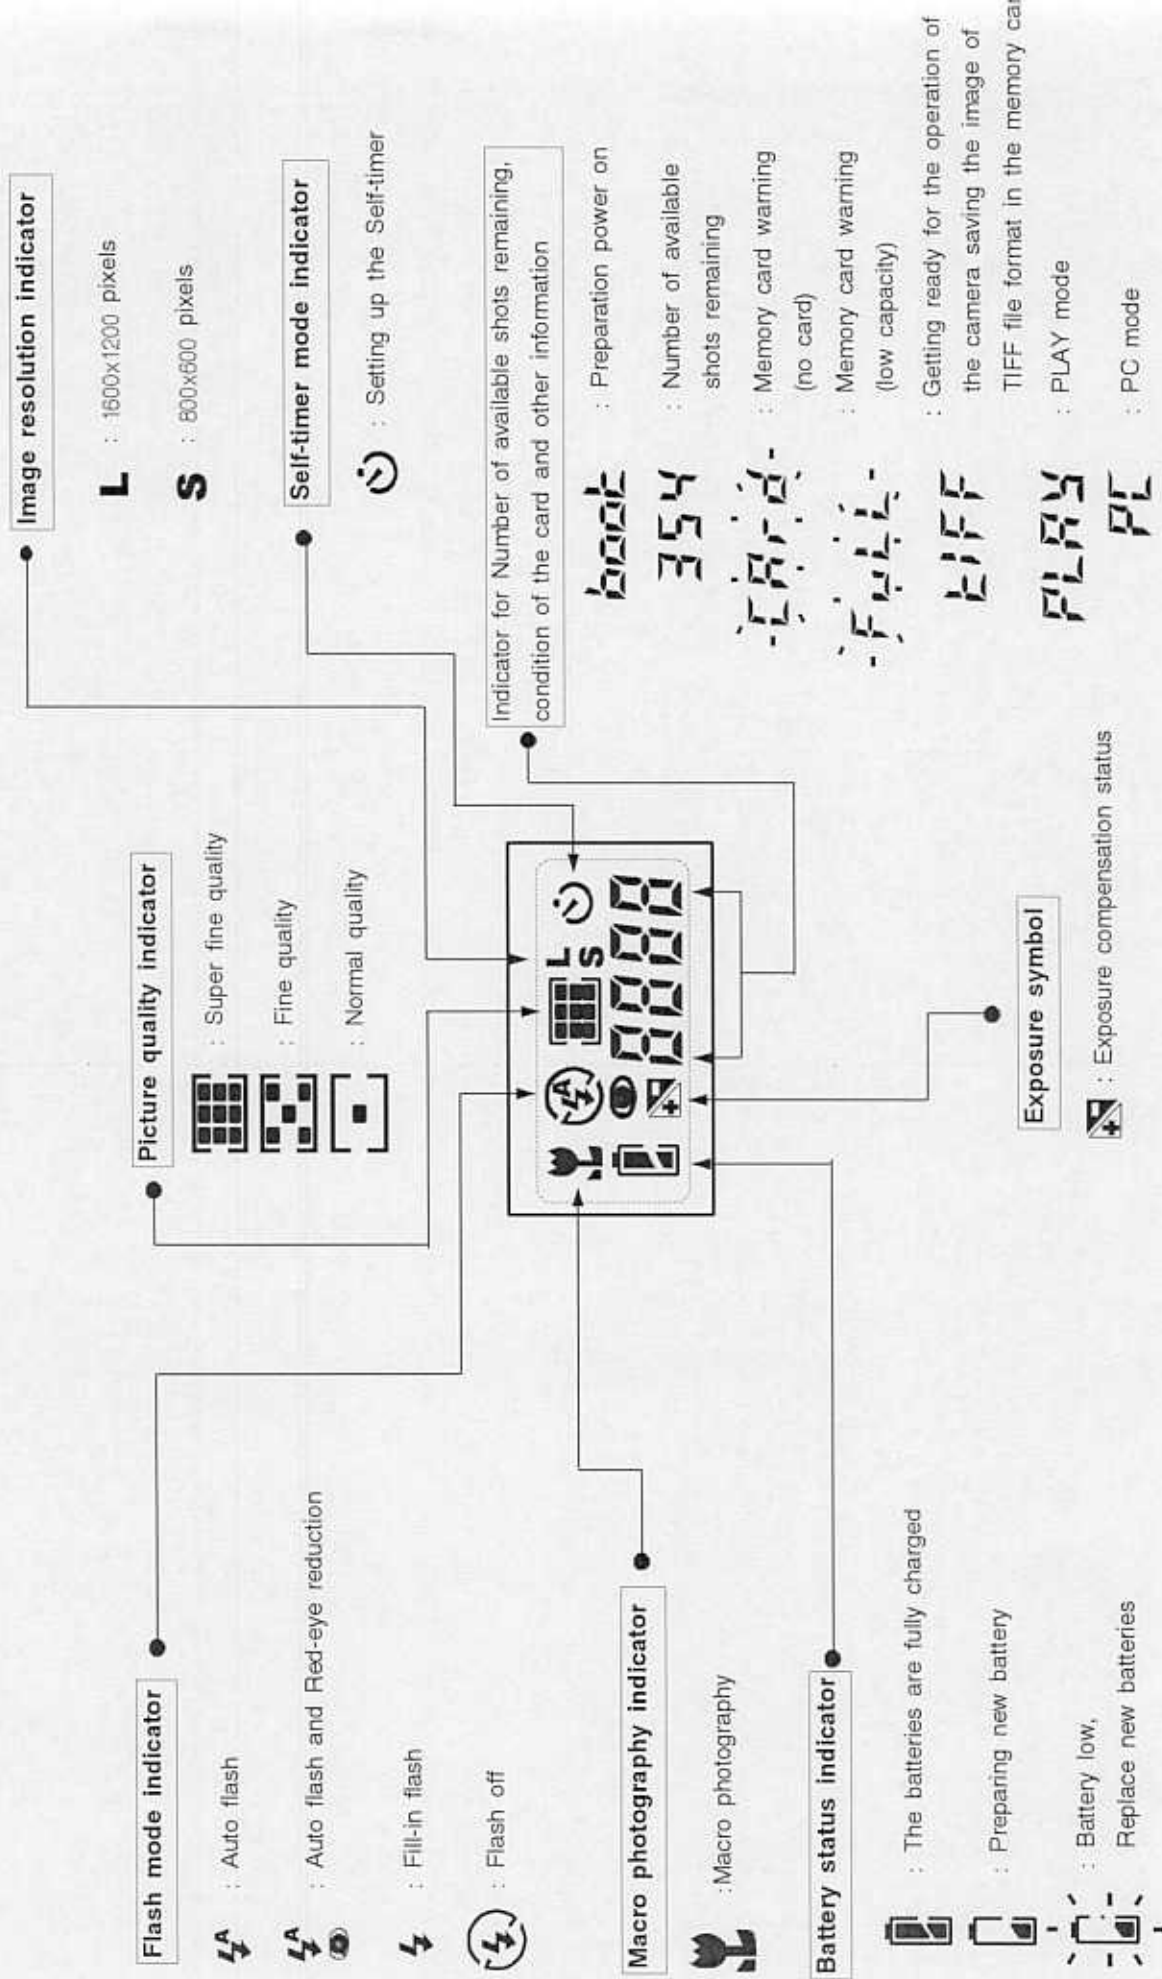 Flash mode indicator
A : Auto flash
A : Auto flash and Red-eye reduction
: Fill-in flash
: Flash off
Macro photography indicator
:Macro photography
Battery status indicator
: The batteries are fully charged
: Preparing new battery
: Battery low,
Replace new batteries
Picture quality indicator
: Super fine quality
: Fine quality
: Normal quality
A
L
S
8888
Exposure symbol
: Exposure compensation status
Image resolution indicator
L : 1600x1200 pixels
S : 800x600 pixels
Self-timer mode indicator
: Setting up the Self-timer
Indicator for Number of available shots remaining,
condition of the card and other information
boot : Preparation power on
354 : Number of available
shots remaining
CArd : Memory card warning
(no card)
FuLL : Memory card warning
(low capacity)
tIFF : Getting ready for the operation of
the camera saving the image of
TIFF file format in the memory
PLAY : PLAY mode
PC : PC mode